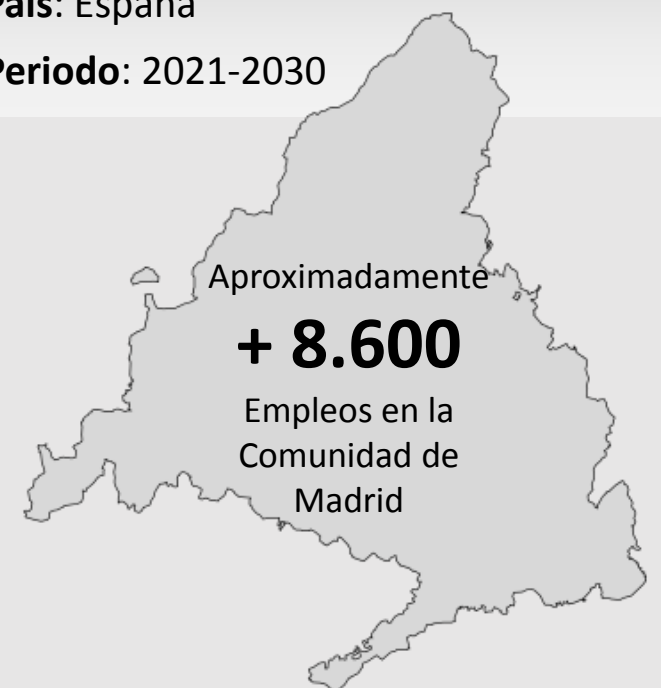 País: España
Periodo: 2021-2030
Aproximadamente
+ 8.600
Empleos en la
Comunidad de
Madrid